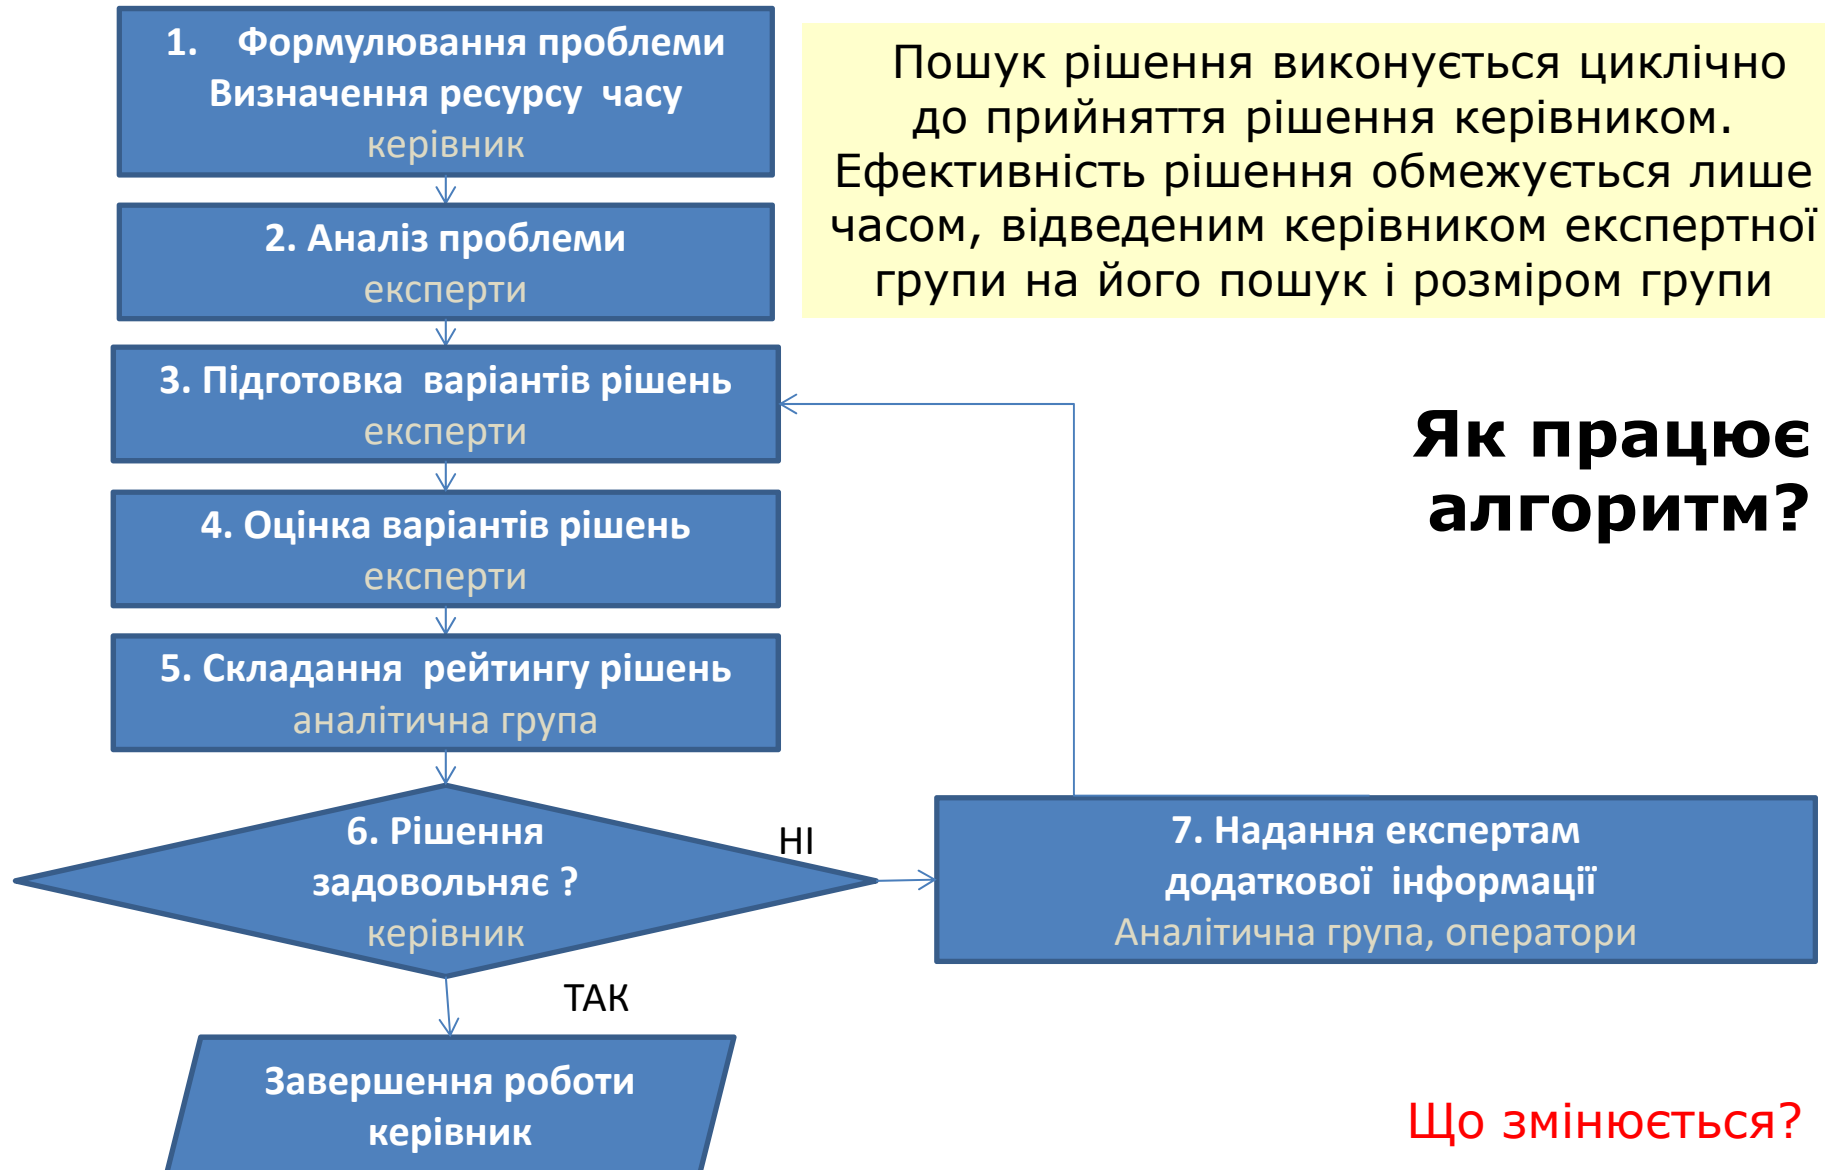 1. Формулювання проблеми
Визначення ресурсу часу
керівник
Пошук рішення виконується циклічно
до прийняття рішення керівником.
Ефективність рішення обмежується лише
часом, відведеним керівником експертної
групи на його пошук і розміром групи
2. Аналіз проблеми
експерти
3. Підготовка варіантів рішень
експерти
Як працює
алгоритм?
4. Оцінка варіантів рішень
експерти
5. Складання рейтингу рішень
аналітична група
6. Рішення
задовольняє ?
керівник
НІ
7. Надання експертам
додаткової інформації
Аналітична група, оператори
ТАК
Завершення роботи
керівник
Що змінюється?